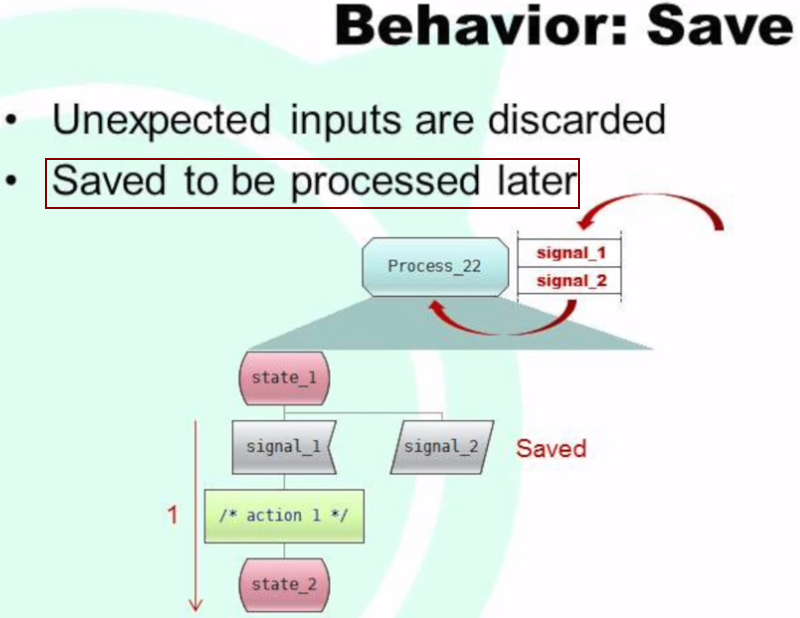 Behavior: Save
• Unexpected inputs are discarded
• Saved to be processed later
Process_22
signal_1
signal_2
state_1
signal_1
signal_2
Saved
1
/* action 1 */
state_2